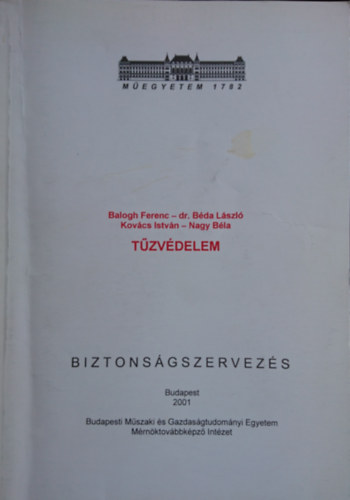 MŰEGYETEM 1782
Balogh Ferenc – dr. Béda László
Kovács István – Nagy Béla
TŰZVÉDELEM
BIZTONSÁGSZERVEZÉS
Budapest
2001
Budapesti Műszaki és Gazdaságtudományi Egyetem
Mérnöktovábbképző Intézet